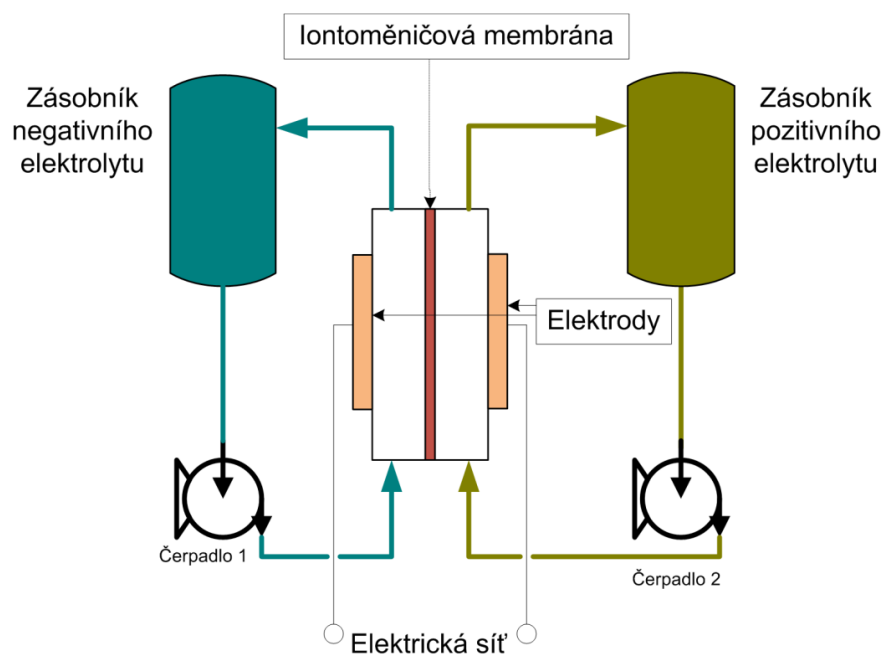 Iontoměničová membrána
Zásobník
negativního
elektrolytu
Zásobník
pozitivního
elektrolytu
Elektrody
Čerpadlo 1
Čerpadlo 2
Elektrická síť